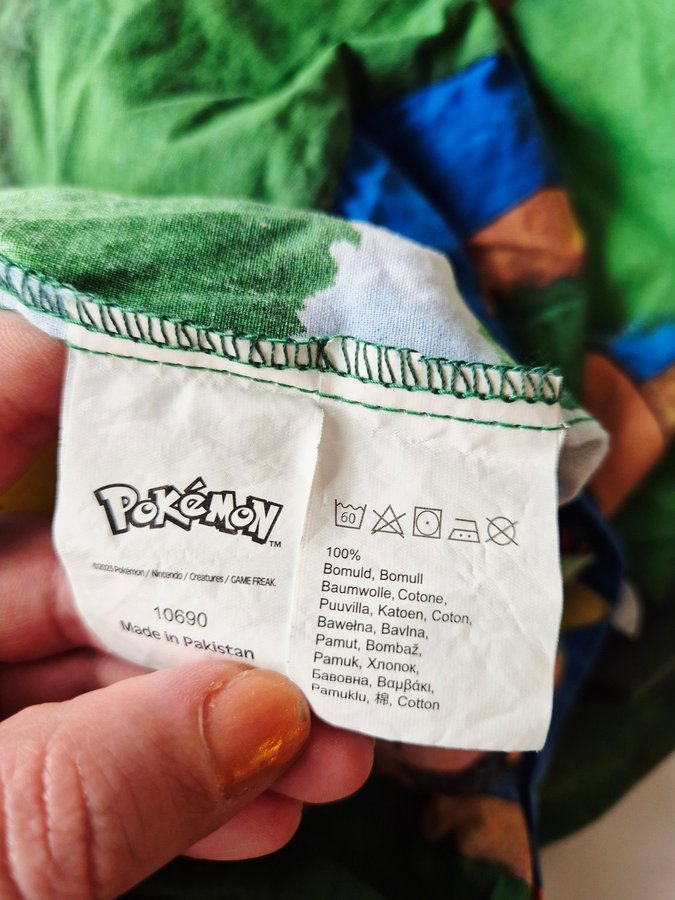 POKéMON
TM
©2023 Pokémon / Nintendo / Creatures / GAME FREAK.
10690
Made in Pakistan
60
100%
Bomuld, Bomull
Baumwolle, Cotone,
Puuvilla, Katoen, Coton,
Bawełna, Bavlna,
Pamut, Bombaž,
Pamuk, Хлопок,
Бавовна, Βαμβάκι,
Pamuklu, 棉, Cotton